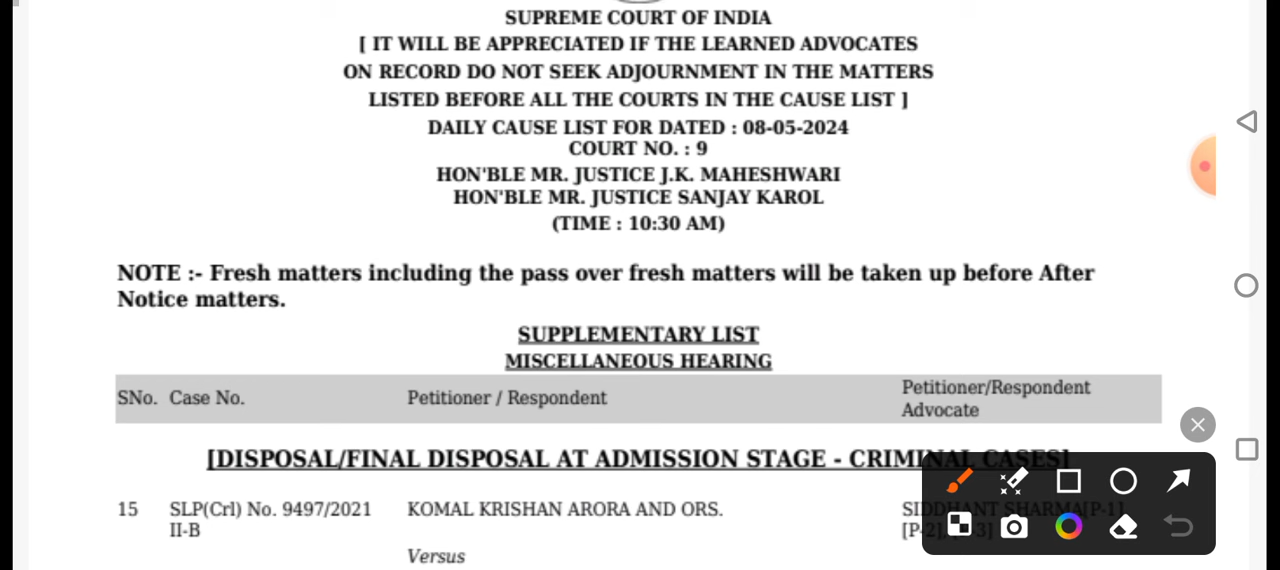 SUPREME COURT OF INDIA
[ IT WILL BE APPRECIATED IF THE LEARNED ADVOCATES
ON RECORD DO NOT SEEK ADJOURNMENT IN THE MATTERS
LISTED BEFORE ALL THE COURTS IN THE CAUSE LIST ]
DAILY CAUSE LIST FOR DATED : 08-05-2024
COURT NO. : 9
HON'BLE MR. JUSTICE J.K. MAHESHWARI
HON'BLE MR. JUSTICE SANJAY KAROL
(TIME : 10:30 AM)
NOTE :- Fresh matters including the pass over fresh matters will be taken up before After
Notice matters.
SUPPLEMENTARY LIST
MISCELLANEOUS HEARING
SNo. Case No. Petitioner / Respondent Petitioner/Respondent
Advocate
[DISPOSAL/FINAL DISPOSAL AT ADMISSION STAGE - CRIMINAL CASES]
15 SLP(Crl) No. 9497/2021 KOMAL KRISHAN ARORA AND ORS. SIDDHANT SHARMA[P-1]
II-B
Versus